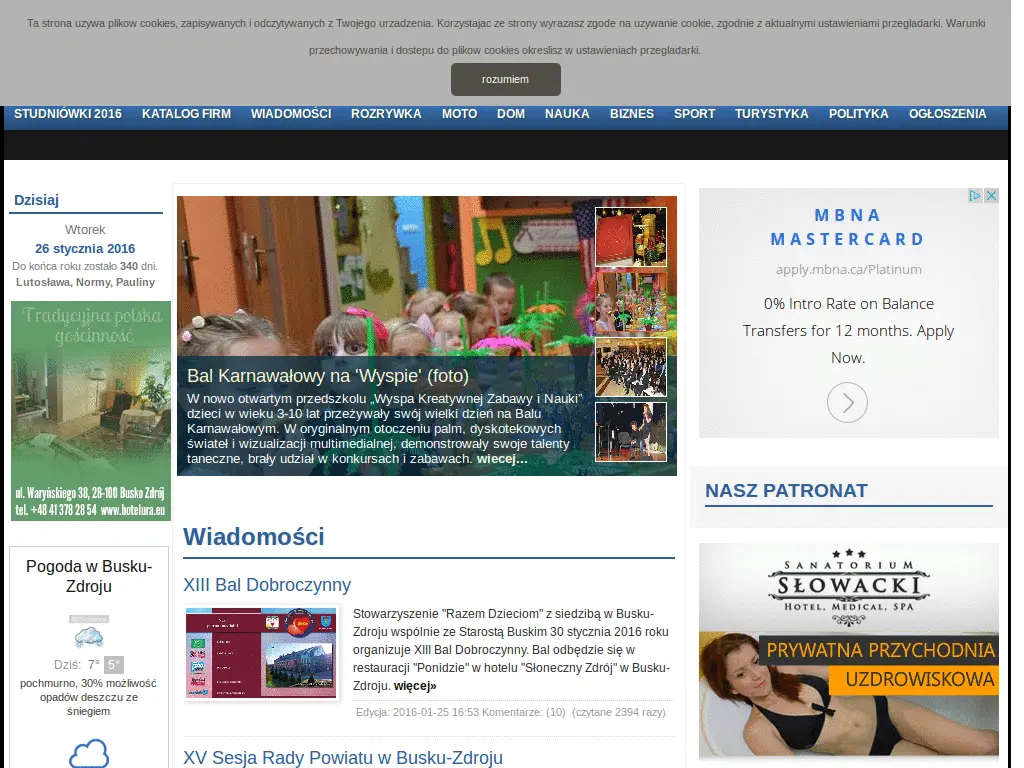 Ta strona uzywa plikow cookies, zapisywanych i odczytywanych z Twojego urzadzenia. Korzystajac ze strony wyrazasz zgode na uzywanie cookie, zgodnie z aktualnymi ustawieniami przegladarki. Warunki
przechowywania i dostepu do plikow cookies okreslisz w ustawieniach przegladarki.
rozumiem
STUDNIÓWKI 2016 KATALOG FIRM WIADOMOŚCI ROZRYWKA MOTO DOM NAUKA BIZNES SPORT TURYSTYKA POLITYKA OGŁOSZENIA
Dzisiaj
Wtorek
26 stycznia 2016
Do końca roku zostało 340 dni.
Lutosława, Normy, Pauliny
Tradycyjna polska
gościnność
ul. Waryńskiego 38, 28-100 Busko Zdrój
tel. +48 41 378 28 54 www.hotelura.eu
Pogoda w Busku-
Zdroju
Dziś: 7° 5°
pochmurno, 30% możliwość
opadów deszczu ze
śniegiem
Bal Karnawałowy na 'Wyspie' (foto)
W nowo otwartym przedszkolu „Wyspa Kreatywnej Zabawy i Nauki"
dzieci w wieku 3-10 lat przeżywały swój wielki dzień na Balu
Karnawałowym. W oryginalnym otoczeniu palm, dyskotekowych
świateł i wizualizacji multimedialnej, demonstrowały swoje talenty
taneczne, brały udział w konkursach i zabawach. wiecej...
Wiadomości
XIII Bal Dobroczynny
Stowarzyszenie "Razem Dzieciom" z siedzibą w Busku-
Zdroju wspólnie ze Starostą Buskim 30 stycznia 2016 roku
organizuje XIII Bal Dobroczynny. Bal odbędzie się w
restauracji "Ponidzie" w hotelu "Słoneczny Zdrój" w Busku-
Zdroju. więcej»
Edycja: 2016-01-25 16:53 Komentarze: (10) (czytane 2394 razy)
XV Sesja Rady Powiatu w Busku-Zdroju
MBNA
MASTERCARD
apply.mbna.ca/Platinum
0% Intro Rate on Balance
Transfers for 12 months. Apply
Now.
NASZ PATRONAT
SANATORIUM
SŁOWACKI
HOTEL, MEDICAL, SPA
PRYWATNA PRZYCHODNIA
UZDROWISKOWA